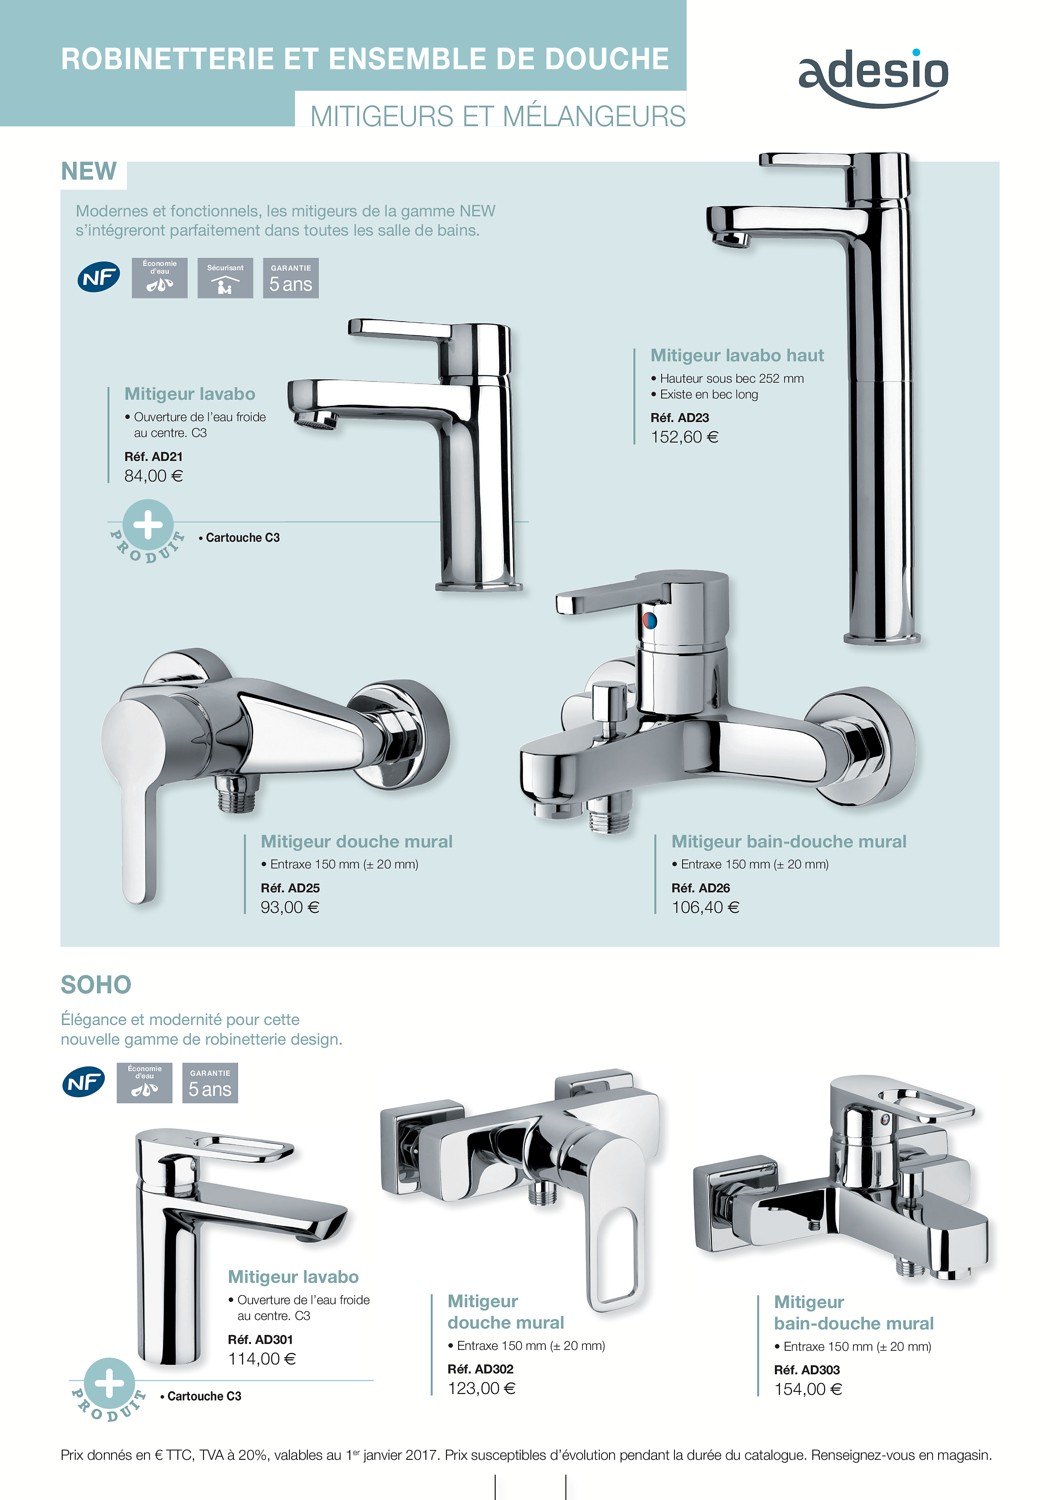 ROBINETTERIE ET ENSEMBLE DE DOUCHE
MITIGEURS ET MÉLANGEURS
adesio
NEW
Modernes et fonctionnels, les mitigeurs de la gamme NEW
s'intégreront parfaitement dans toutes les salle de bains.
NF
Économie
d'eau
Sécurisant
GARANTIE
5 ans
Mitigeur lavabo
• Ouverture de l'eau froide
au centre. C3
Réf. AD21
84,00 €
PRODUIT
• Cartouche C3
Mitigeur lavabo haut
• Hauteur sous bec 252 mm
• Existe en bec long
Réf. AD23
152,60 €
Mitigeur douche mural
• Entraxe 150 mm (± 20 mm)
Réf. AD25
93,00 €
Mitigeur bain-douche mural
• Entraxe 150 mm (± 20 mm)
Réf. AD26
106,40 €
SOHO
Élégance et modernité pour cette
nouvelle gamme de robinetterie design.
NF
Économie
d'eau
GARANTIE
5 ans
Mitigeur lavabo
• Ouverture de l'eau froide
au centre. C3
Réf. AD301
114,00 €
PRODUIT
• Cartouche C3
Mitigeur
douche mural
• Entraxe 150 mm (± 20 mm)
Réf. AD302
123,00 €
Mitigeur
bain-douche mural
• Entraxe 150 mm (± 20 mm)
Réf. AD303
154,00 €
Prix donnés en € TTC, TVA à 20%, valables au 1er janvier 2017. Prix susceptibles d'évolution pendant la durée du catalogue. Renseignez-vous en magasin.